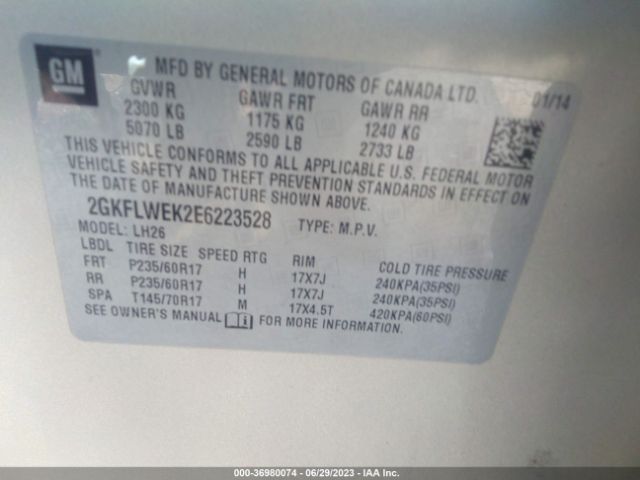 GM
MFD BY GENERAL MOTORS OF CANADA LTD. 01/14
GVWR GAWR FRT GAWR RR
2300 KG 1175 KG 1240 KG
5070 LB 2590 LB 2733 LB
THIS VEHICLE CONFORMS TO ALL APPLICABLE U.S. FEDERAL MOTOR
VEHICLE SAFETY AND THEFT PREVENTION STANDARDS IN EFFECT ON
THE DATE OF MANUFACTURE SHOWN ABOVE.
2GKFLWEK2E6223528 TYPE: M.P.V.
MODEL: LH26
LBDL TIRE SIZE SPEED RTG RIM COLD TIRE PRESSURE
FRT P235/60R17 H 17X7J 240KPA(35PSI)
RR P235/60R17 H 17X7J 240KPA(35PSI)
SPA T145/70R17 M 17X4.5T 420KPA(60PSI)
SEE OWNER'S MANUAL FOR MORE INFORMATION.
000-36980074 - 06/29/2023 - IAA Inc.